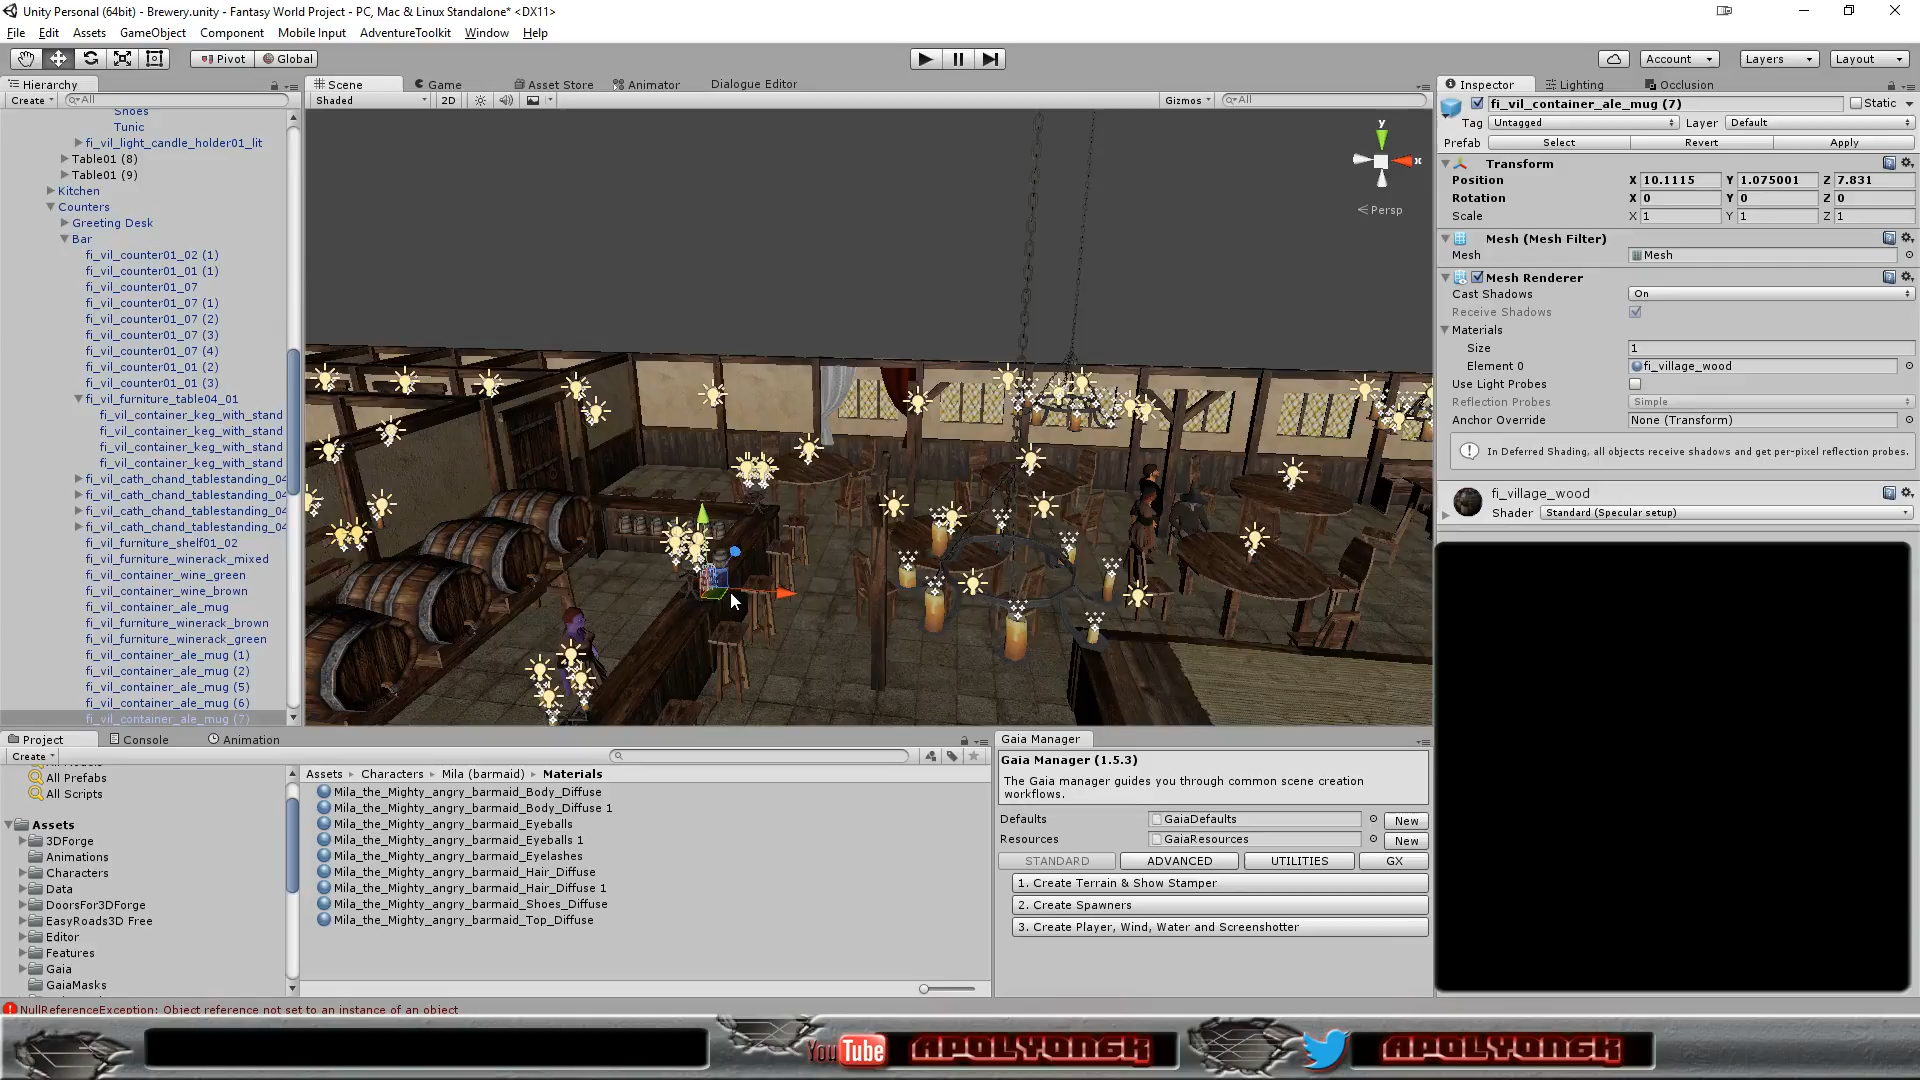 Unity Personal (64bit) - Brewery.unity - Fantasy World Project - PC, Mac & Linux Standalone* <DX11>
File Edit Assets GameObject Component Mobile Input AdventureToolkit Window Help
Pivot Global Account Layers Layout
Hierarchy
Create All
Shoes
Tunic
fi_vil_light_candle_holder01_lit
Table01 (8)
Table01 (9)
Kitchen
Counters
Greeting Desk
Bar
fi_vil_counter01_02 (1)
fi_vil_counter01_01 (1)
fi_vil_counter01_07
fi_vil_counter01_07 (1)
fi_vil_counter01_07 (2)
fi_vil_counter01_07 (3)
fi_vil_counter01_07 (4)
fi_vil_counter01_01 (2)
fi_vil_counter01_01 (3)
fi_vil_furniture_table04_01
fi_vil_container_keg_with_stand
fi_vil_container_keg_with_stand
fi_vil_container_keg_with_stand
fi_vil_container_keg_with_stand
fi_vil_cath_chand_tablestanding_04
fi_vil_cath_chand_tablestanding_04
fi_vil_cath_chand_tablestanding_04
fi_vil_cath_chand_tablestanding_04
fi_vil_furniture_shelf01_02
fi_vil_furniture_winerack_mixed
fi_vil_container_wine_green
fi_vil_container_wine_brown
fi_vil_container_ale_mug
fi_vil_furniture_winerack_brown
fi_vil_furniture_winerack_green
fi_vil_container_ale_mug (1)
fi_vil_container_ale_mug (2)
fi_vil_container_ale_mug (5)
fi_vil_container_ale_mug (6)
fi_vil_container_ale_mug (7)
Scene Game Asset Store Animator Dialogue Editor
Shaded 2D Gizmos All
y
x
Persp
Inspector Lighting Occlusion
fi_vil_container_ale_mug (7) Static
Tag Untagged Layer Default
Prefab Select Revert Apply
Transform
Position X 10.1115 Y 1.075001 Z 7.831
Rotation X 0 Y 0 Z 0
Scale X 1 Y 1 Z 1
Mesh (Mesh Filter)
Mesh Mesh
Mesh Renderer
Cast Shadows On
Receive Shadows
Materials
Size 1
Element 0 fi_village_wood
Use Light Probes
Reflection Probes Simple
Anchor Override None (Transform)
In Deferred Shading, all objects receive shadows and get per-pixel reflection probes.
fi_village_wood
Shader Standard (Specular setup)
Project Console Animation
Create
All Prefabs
All Scripts
Assets
3DForge
Animations
Characters
Data
DoorsFor3DForge
EasyRoads3D Free
Editor
Features
Gaia
GaiaMasks
Assets Characters Mila (barmaid) Materials
Mila_the_Mighty_angry_barmaid_Body_Diffuse
Mila_the_Mighty_angry_barmaid_Body_Diffuse 1
Mila_the_Mighty_angry_barmaid_Eyeballs
Mila_the_Mighty_angry_barmaid_Eyeballs 1
Mila_the_Mighty_angry_barmaid_Eyelashes
Mila_the_Mighty_angry_barmaid_Hair_Diffuse
Mila_the_Mighty_angry_barmaid_Hair_Diffuse 1
Mila_the_Mighty_angry_barmaid_Shoes_Diffuse
Mila_the_Mighty_angry_barmaid_Top_Diffuse
Gaia Manager
Gaia Manager (1.5.3)
The Gaia manager guides you through common scene creation
workflows.
Defaults GaiaDefaults New
Resources GaiaResources New
STANDARD ADVANCED UTILITIES GX
1. Create Terrain & Show Stamper
2. Create Spawners
3. Create Player, Wind, Water and Screenshotter
NullReferenceException: Object reference not set to an instance of an object
YouTube APOLYONGK APOLYONGK